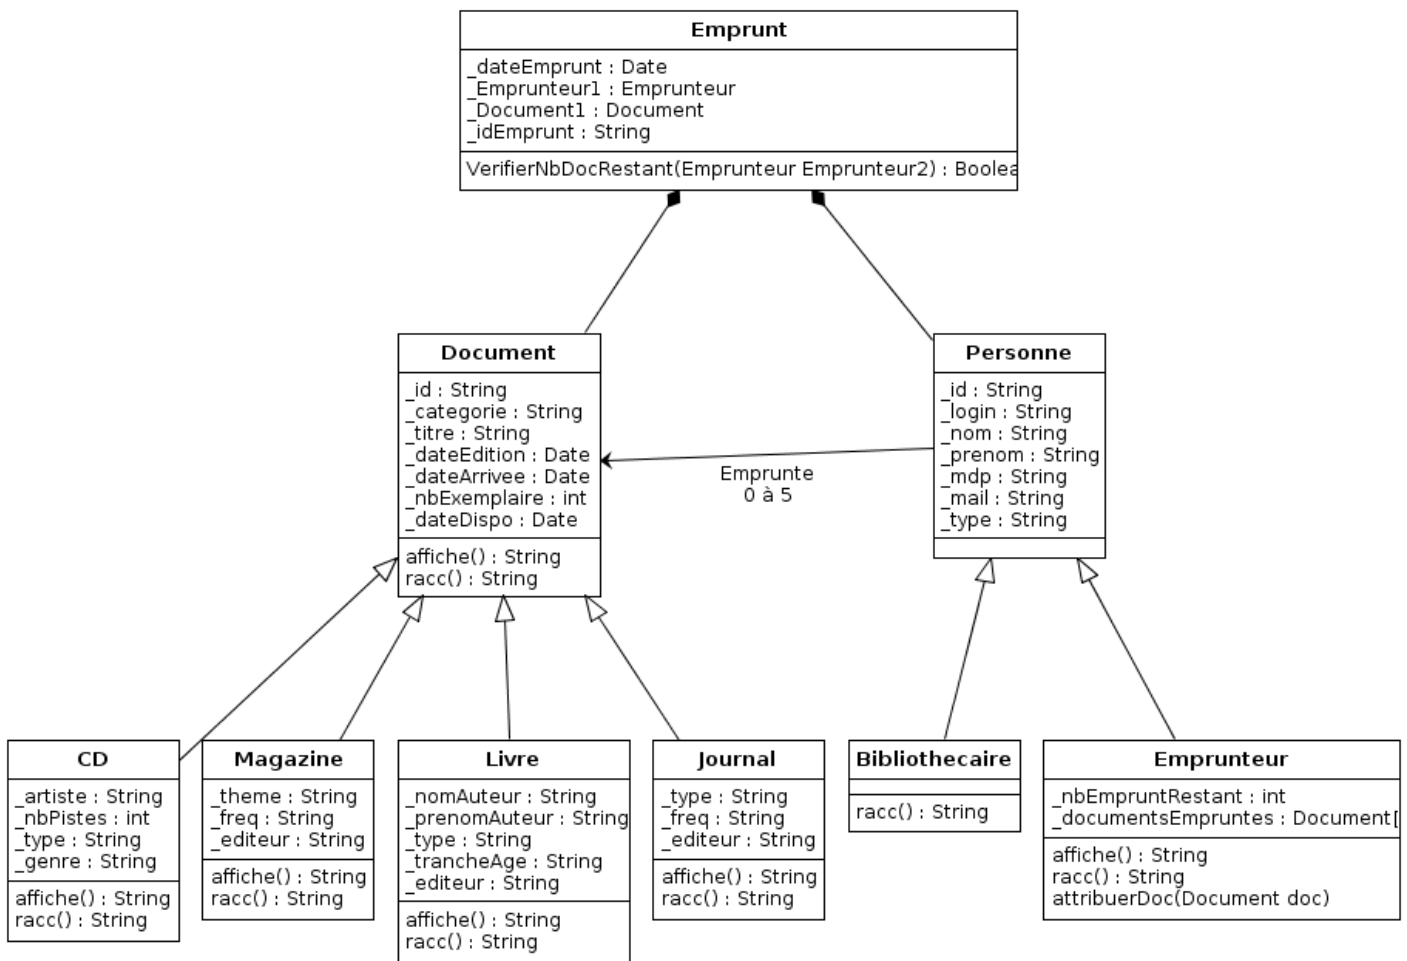 Emprunt
_dateEmprunt : Date
_Emprunteur1 : Emprunteur
_Document1 : Document
_idEmprunt : String
VerifierNbDocRestant(Emprunteur Emprunteur2) : Boolea
Document
_id : String
_categorie : String
_titre : String
_dateEdition : Date
_dateArrivee : Date
_nbExemplaire : int
_dateDispo : Date
affiche() : String
racc() : String
Emprunte
0 à 5
Personne
_id : String
_login : String
_nom : String
_prenom : String
_mdp : String
_mail : String
_type : String
CD
_artiste : String
_nbPistes : int
_type : String
_genre : String
affiche() : String
racc() : String
Magazine
_theme : String
_freq : String
_editeur : String
affiche() : String
racc() : String
Livre
_nomAuteur : String
_prenomAuteur : String
_type : String
_trancheAge : String
_editeur : String
affiche() : String
racc() : String
Journal
_type : String
_freq : String
_editeur : String
affiche() : String
racc() : String
Bibliothecaire
racc() : String
Emprunteur
_nbEmpruntRestant : int
_documentsEmpruntes : Document[
affiche() : String
racc() : String
attribuerDoc(Document doc)